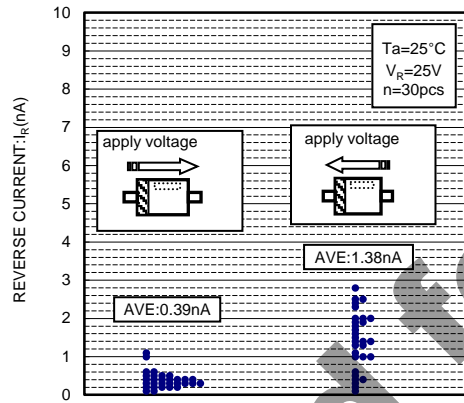 10
9
8
7
6
5
4
3
2
1
0
REVERSE CURRENT:IR(nA)
Ta=25°C
VR=25V
n=30pcs
apply voltage
apply voltage
AVE:0.39nA
AVE:1.38nA